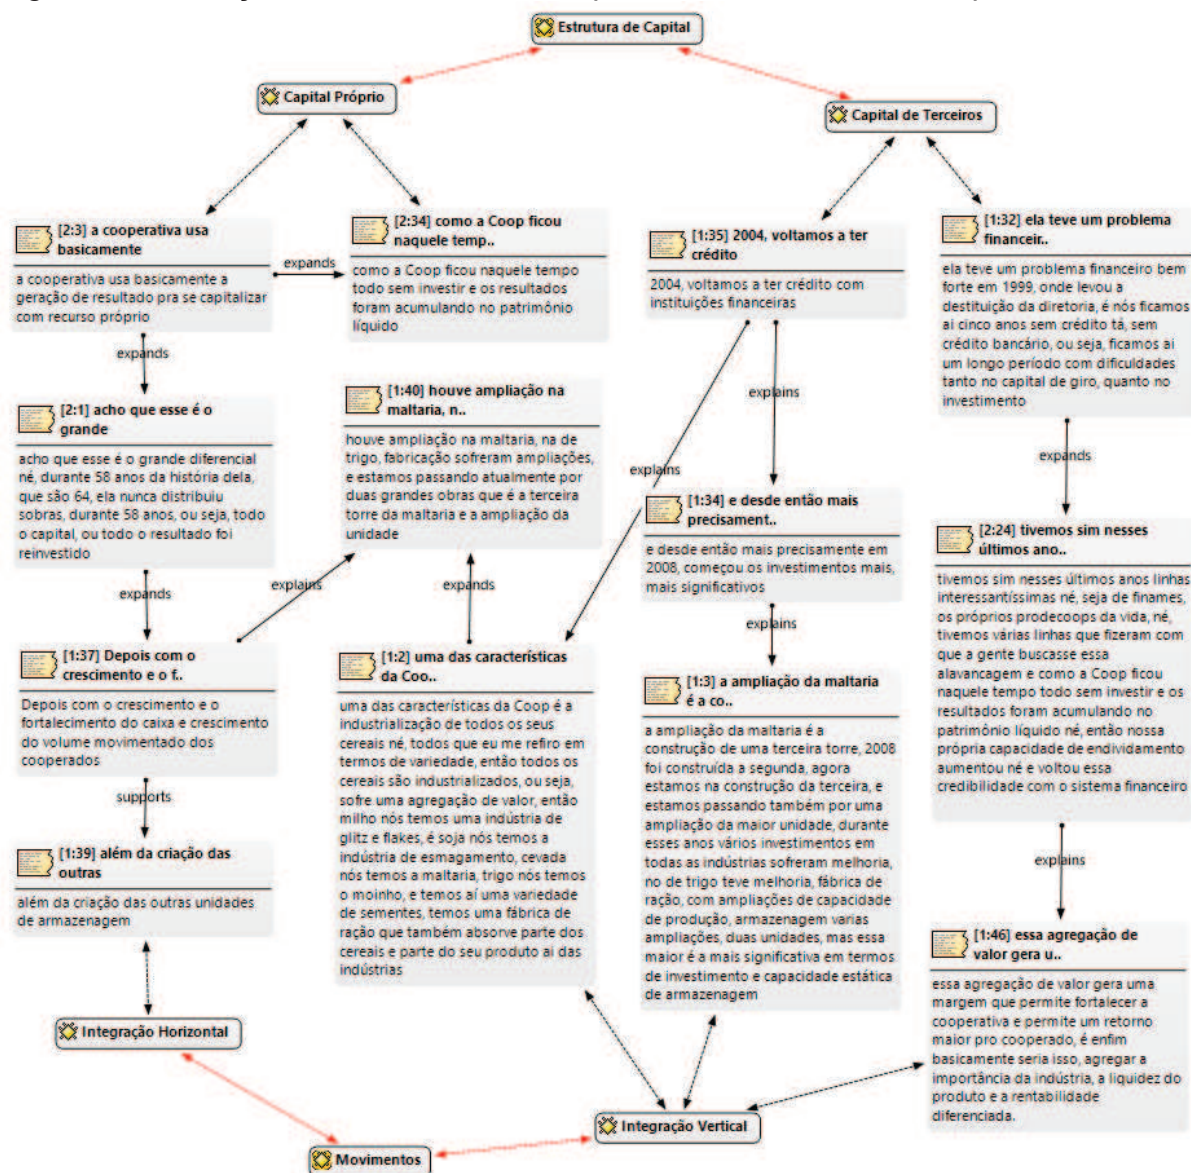 Estrutura de Capital
Capital Próprio
Capital de Terceiros
[2:3] a cooperativa usa
basicamente
a cooperativa usa basicamente a
geração de resultado pra se capitalizar
com recurso próprio
expands
[2:34] como a Coop ficou
naquele temp..
como a Coop ficou naquele tempo
todo sem investir e os resultados
foram acumulando no patrimônio
líquido
[1:35] 2004, voltamos a ter
crédito
2004, voltamos a ter crédito com
instituições financeiras
[1:32] ela teve um problema
financeir..
ela teve um problema financeiro bem
forte em 1999, onde levou a
destituição da diretoria, é nós ficamos
ai cinco anos sem crédito tá, sem
crédito bancário, ou seja, ficamos ai
um longo período com dificuldades
tanto no capital de giro, quanto no
investimento
expands
explains
explains
expands
[2:1] acho que esse é o
grande
acho que esse é o grande diferencial
né, durante 58 anos da história dela,
que são 64, ela nunca distribuiu
sobras, durante 58 anos, ou seja, todo
o capital, ou todo o resultado foi
reinvestido
[1:40] houve ampliação na
maltaria, n..
houve ampliação na maltaria, na de
trigo, fabricação sofreram ampliações,
e estamos passando atualmente por
duas grandes obras que é a terceira
torre da maltaria e a ampliação da
unidade
[1:34] e desde então mais
precisament..
e desde então mais precisamente em
2008, começou os investimentos mais,
mais significativos
[2:24] tivemos sim nesses
últimos ano..
tivemos sim nesses últimos anos linhas
interessantíssimas né, seja de finames,
os próprios prodecoops da vida, né,
tivemos várias linhas que fizeram com
que a gente buscasse essa
alavancagem e como a Coop ficou
naquele tempo todo sem investir e os
resultados foram acumulando no
patrimônio líquido né, então nossa
própria capacidade de endividamento
aumentou né e voltou essa
credibilidade com o sistema financeiro
expands
explains
expands
explains
explains
[1:37] Depois com o
crescimento e o f..
Depois com o crescimento e o
fortalecimento do caixa e crescimento
do volume movimentado dos
cooperados
[1:2] uma das características
da Coo..
uma das características da Coop é a
industrialização de todos os seus
cereais né, todos que eu me refiro em
termos de variedade, então todos os
cereais são industrializados, ou seja,
sofre uma agregação de valor, então
milho nós temos uma indústria de
glitz e flakes, é soja nós temos a
indústria de esmagamento, cevada
nós temos a maltaria, trigo nós temos
o moinho, e temos aí uma variedade
de sementes, temos uma fábrica de
ração que também absorve parte dos
cereais e parte do seu produto ai das
indústrias
[1:3] a ampliação da maltaria
é a co..
a ampliação da maltaria é a
construção de uma terceira torre, 2008
foi construída a segunda, agora
estamos na construção da terceira, e
estamos passando também por uma
ampliação da maior unidade, durante
esses anos vários investimentos em
todas as indústrias sofreram melhoria,
no de trigo teve melhoria, fábrica de
ração, com ampliações de capacidade
de produção, armazenagem varias
ampliações, duas unidades, mas essa
maior é a mais significativa em termos
de investimento e capacidade estática
de armazenagem
supports
[1:39] além da criação das
outras
além da criação das outras unidades
de armazenagem
[1:46] essa agregação de
valor gera u..
essa agregação de valor gera uma
margem que permite fortalecer a
cooperativa e permite um retorno
maior pro cooperado, é enfim
basicamente seria isso, agregar a
importância da indústria, a liquidez do
produto e a rentabilidade
diferenciada.
Integração Horizontal
Integração Vertical
Movimentos